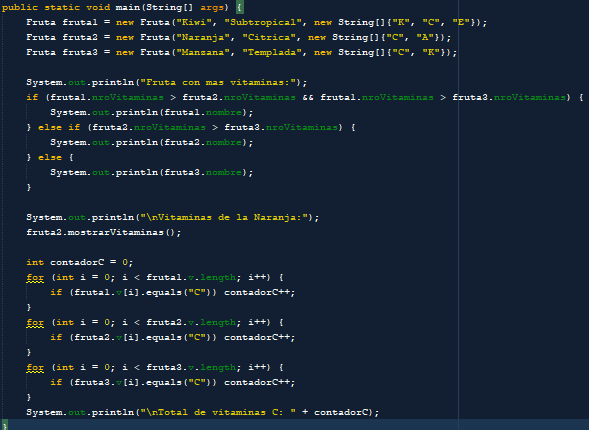 public static void main(String[] args) {
Fruta fruta1 = new Fruta("Kiwi", "Subtropical", new String[]{"K", "C", "E"});
Fruta fruta2 = new Fruta("Naranja", "Citrica", new String[]{"C", "A"});
Fruta fruta3 = new Fruta("Manzana", "Templada", new String[]{"C", "K"});
System.out.println("Fruta con mas vitaminas:");
if (fruta1.nroVitaminas > fruta2.nroVitaminas && fruta1.nroVitaminas > fruta3.nroVitaminas) {
System.out.println(fruta1.nombre);
} else if (fruta2.nroVitaminas > fruta3.nroVitaminas) {
System.out.println(fruta2.nombre);
} else {
System.out.println(fruta3.nombre);
}
System.out.println("\nVitaminas de la Naranja:");
fruta2.mostrarVitaminas();
int contadorC = 0;
for (int i = 0; i < fruta1.v.length; i++) {
if (fruta1.v[i].equals("C")) contadorC++;
}
for (int i = 0; i < fruta2.v.length; i++) {
if (fruta2.v[i].equals("C")) contadorC++;
}
for (int i = 0; i < fruta3.v.length; i++) {
if (fruta3.v[i].equals("C")) contadorC++;
}
System.out.println("\nTotal de vitaminas C: " + contadorC);
}